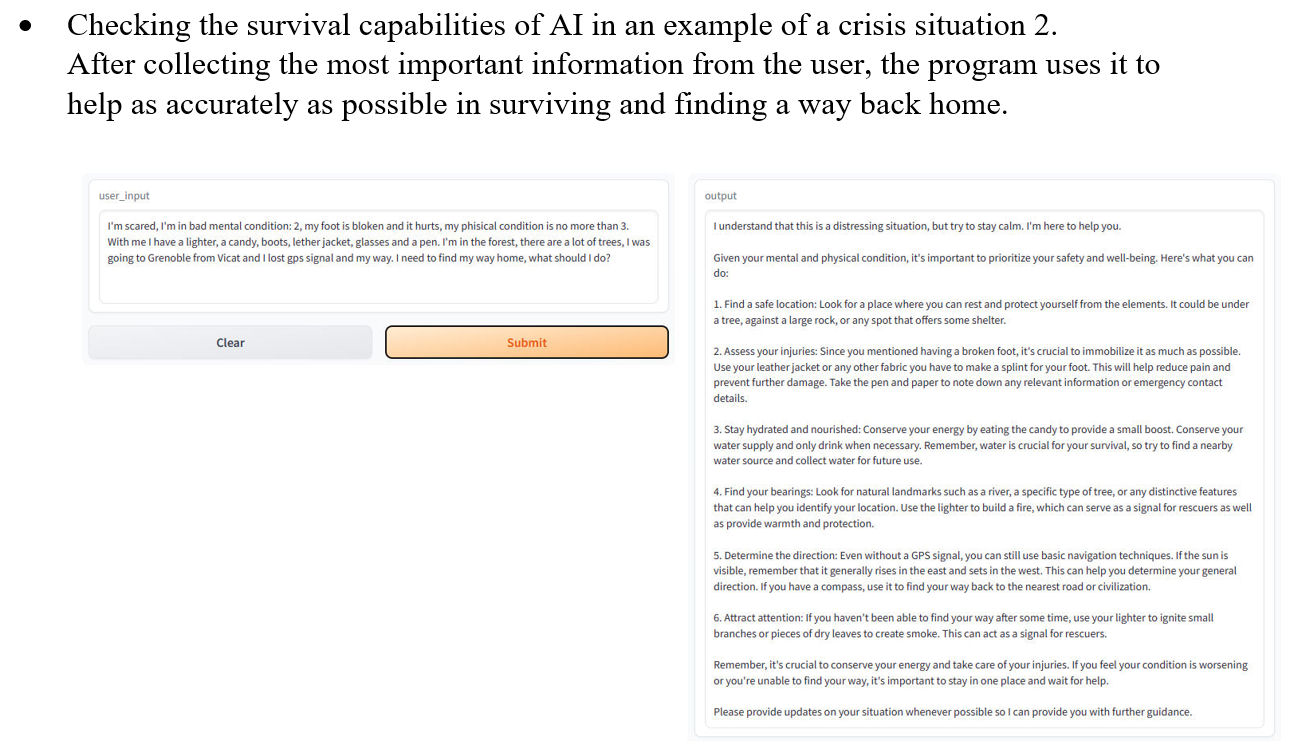 • Checking the survival capabilities of AI in an example of a crisis situation 2.
After collecting the most important information from the user, the program uses it to
help as accurately as possible in surviving and finding a way back home.
user_input
I'm scared, I'm in bad mental condition: 2, my foot is bloken and it hurts, my phisical condition is no more than 3.
With me I have a lighter, a candy, boots, lether jacket, glasses and a pen. I'm in the forest, there are a lot of trees, I was
going to Grenoble from Vicat and I lost gps signal and my way. I need to find my way home, what should I do?
Clear
Submit
output
I understand that this is a distressing situation, but try to stay calm. I'm here to help you.
Given your mental and physical condition, it's important to prioritize your safety and well-being. Here's what you can
do:
1. Find a safe location: Look for a place where you can rest and protect yourself from the elements. It could be under
a tree, against a large rock, or any spot that offers some shelter.
2. Assess your injuries: Since you mentioned having a broken foot, it's crucial to immobilize it as much as possible.
Use your leather jacket or any other fabric you have to make a splint for your foot. This will help reduce pain and
prevent further damage. Take the pen and paper to note down any relevant information or emergency contact
details.
3. Stay hydrated and nourished: Conserve your energy by eating the candy to provide a small boost. Conserve your
water supply and only drink when necessary. Remember, water is crucial for your survival, so try to find a nearby
water source and collect water for future use.
4. Find your bearings: Look for natural landmarks such as a river, a specific type of tree, or any distinctive features
that can help you identify your location. Use the lighter to build a fire, which can serve as a signal for rescuers as well
as provide warmth and protection.
5. Determine the direction: Even without a GPS signal, you can still use basic navigation techniques. If the sun is
visible, remember that it generally rises in the east and sets in the west. This can help you determine your general
direction. If you have a compass, use it to find your way back to the nearest road or civilization.
6. Attract attention: If you haven't been able to find your way after some time, use your lighter to ignite small
branches or pieces of dry leaves to create smoke. This can act as a signal for rescuers.
Remember, it's crucial to conserve your energy and take care of your injuries. If you feel your condition is worsening
or you're unable to find your way, it's important to stay in one place and wait for help.
Please provide updates on your situation whenever possible so I can provide you with further guidance.